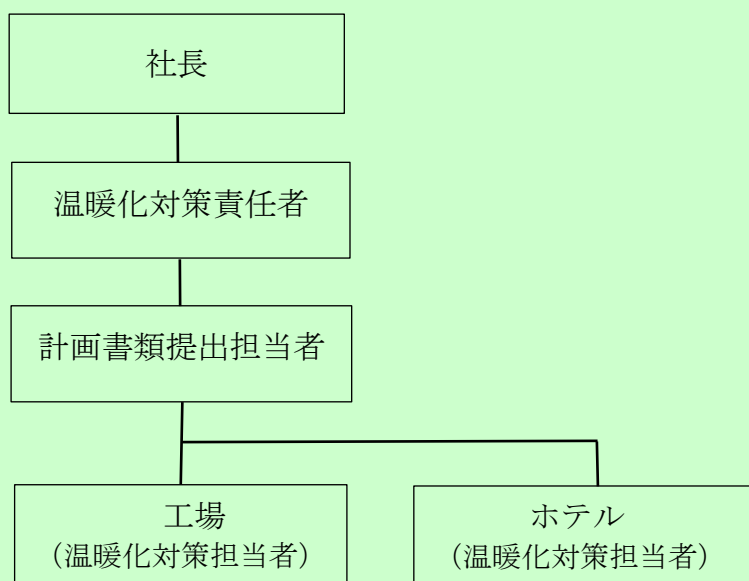 社長
温暖化対策責任者
計画書類提出担当者
工場
（温暖化対策担当者）
ホテル
（温暖化対策担当者）